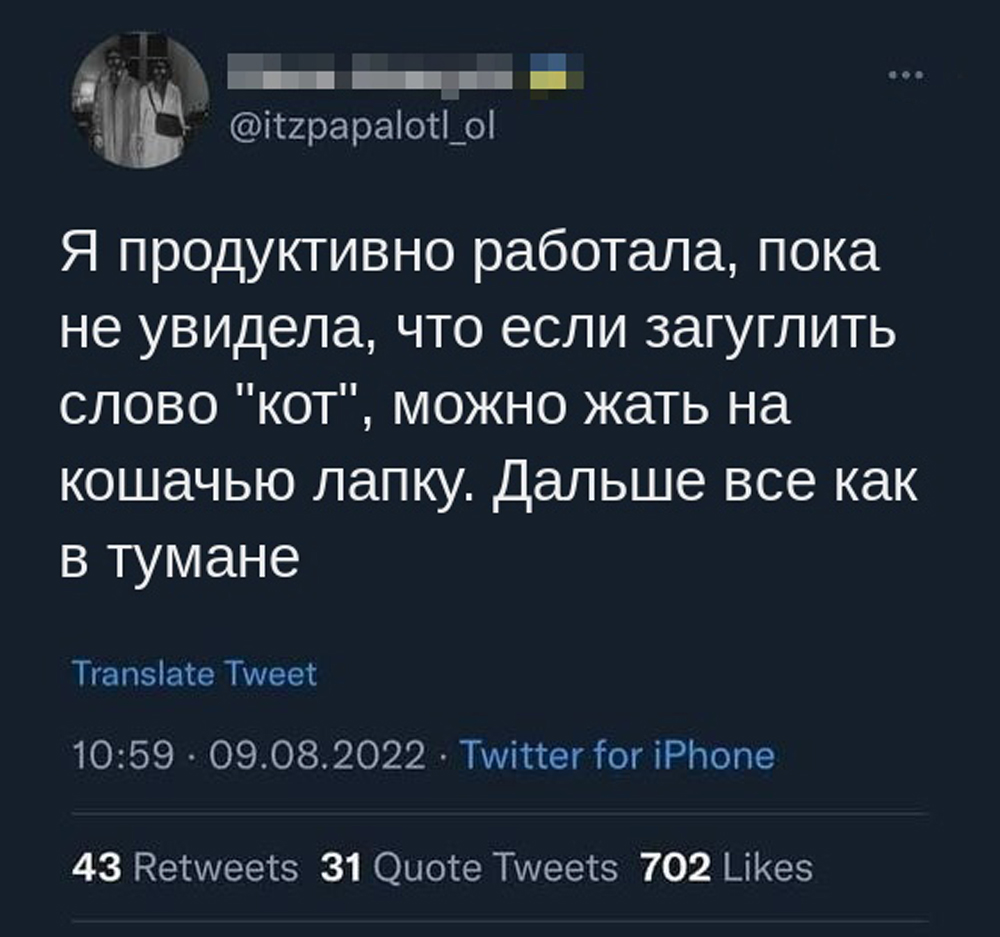 @itzpapalotl_ol
Я продуктивно работала, пока
не увидела, что если загуглить
слово "кот", можно жать на
кошачью лапку. Дальше все как
в тумане
Translate Tweet
10:59 · 09.08.2022 · Twitter for iPhone
43 Retweets 31 Quote Tweets 702 Likes